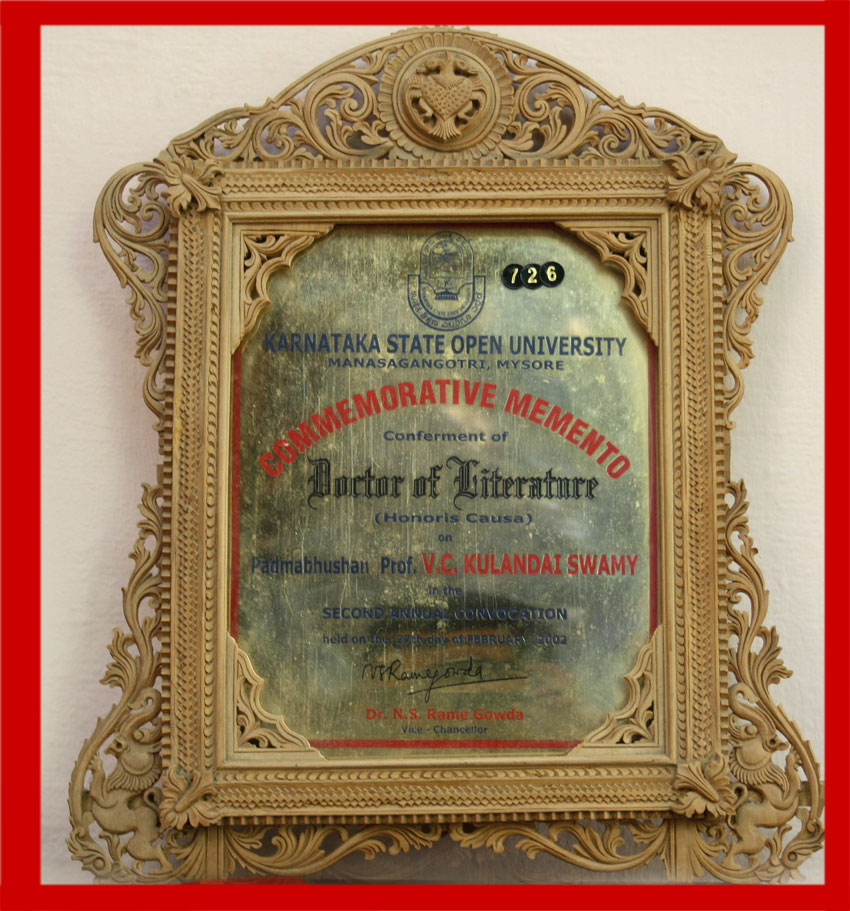 726
KARNATAKA STATE OPEN UNIVERSITY
MANASAGANGOTRI, MYSORE
COMMEMORATIVE MEMENTO
Conferment of
Doctor of Literature
(Honoris Causa)
on
Padmabhushan Prof. V.C. KULANDAI SWAMY
in the
SECOND ANNUAL CONVOCATION
held on the day of FEBRUARY 2002
N S Rame Gowda
Dr. N.S. Rame Gowda
Vice - Chancellor